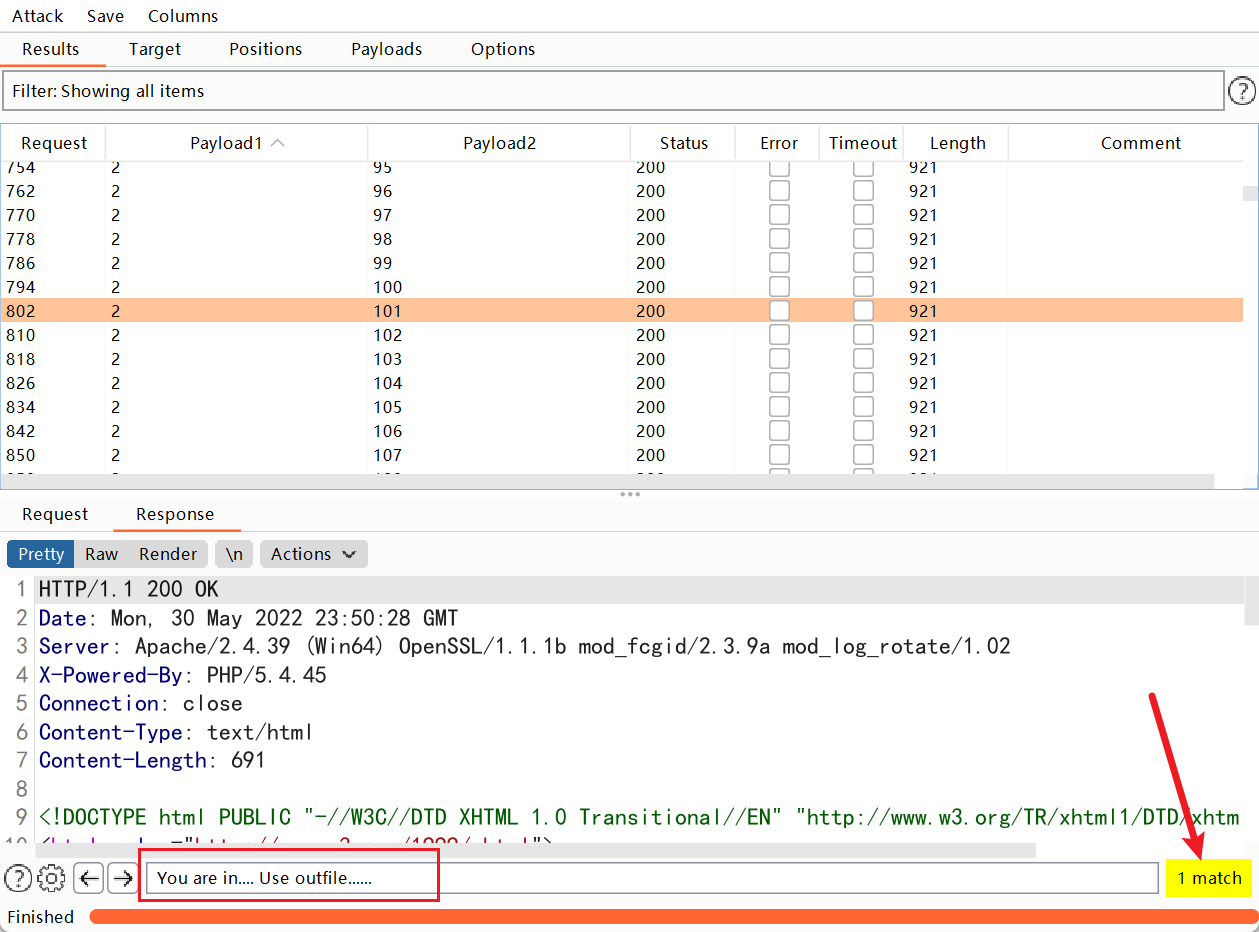 Attack Save Columns
Results Target Positions Payloads Options
Filter: Showing all items
Request Payload1 Payload2 Status Error Timeout Length Comment
754 2 95 200 921
762 2 96 200 921
770 2 97 200 921
778 2 98 200 921
786 2 99 200 921
794 2 100 200 921
802 2 101 200 921
810 2 102 200 921
818 2 103 200 921
826 2 104 200 921
834 2 105 200 921
842 2 106 200 921
850 2 107 200 921
Request Response
Pretty Raw Render \n Actions
1 HTTP/1.1 200 OK
2 Date: Mon, 30 May 2022 23:50:28 GMT
3 Server: Apache/2.4.39 (Win64) OpenSSL/1.1.1b mod_fcgid/2.3.9a mod_log_rotate/1.02
4 X-Powered-By: PHP/5.4.45
5 Connection: close
6 Content-Type: text/html
7 Content-Length: 691
8
9 <!DOCTYPE html PUBLIC "-//W3C//DTD XHTML 1.0 Transitional//EN" "http://www.w3.org/TR/xhtml1/DTD/xhtm
You are in.... Use outfile...... 1 match
Finished